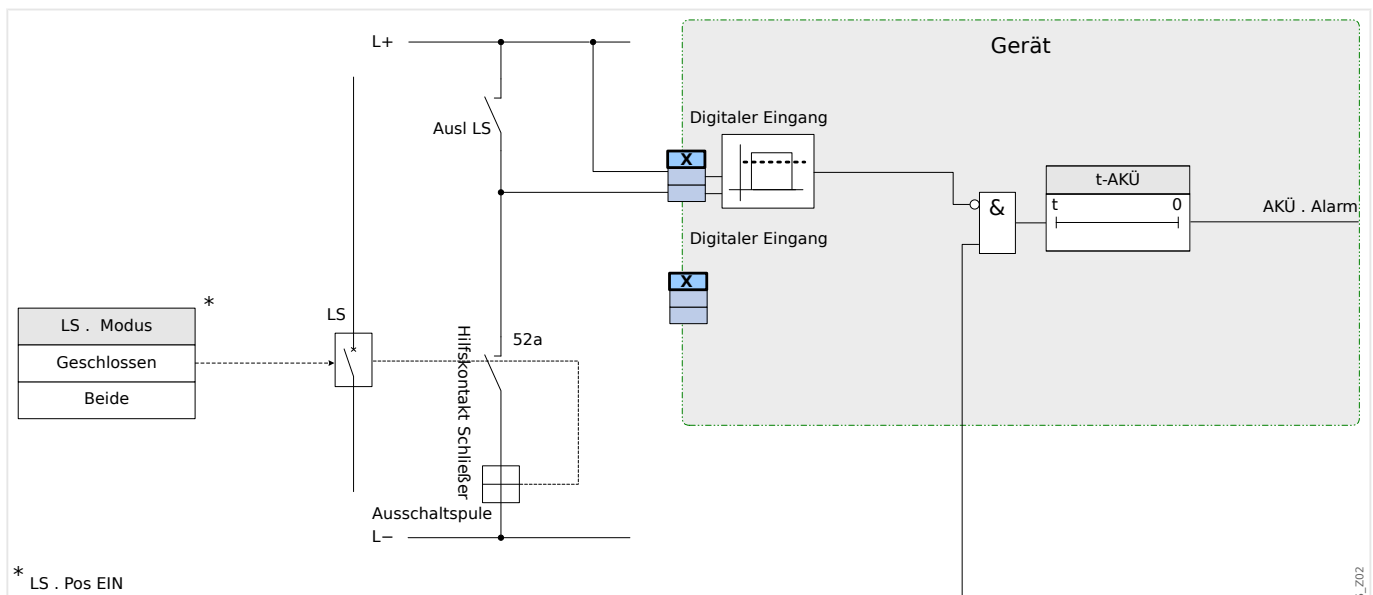 L+
Gerät
Digitaler Eingang
Ausl LS
X
t-AKÜ
&
t 0
AKÜ . Alarm
Digitaler Eingang
X
*
LS . Modus
LS
Geschlossen
52a
Hilfskontakt Schließer
Beide
Ausschaltspule
L−
* LS . Pos EIN
_Z02